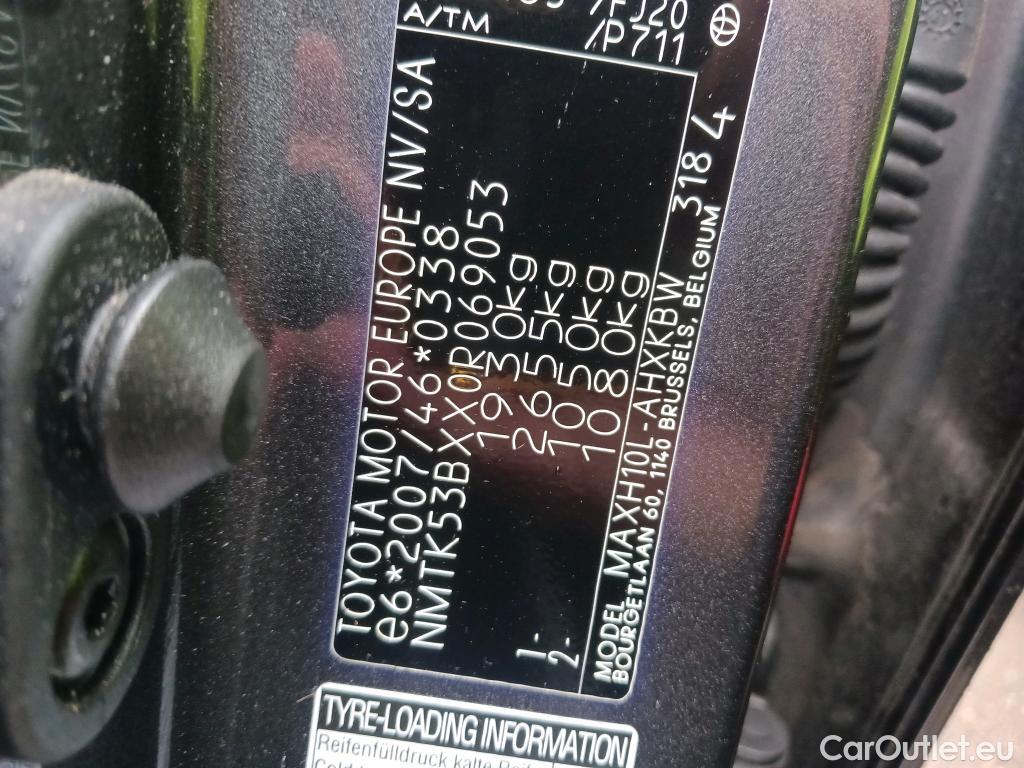 TOYOTA MOTOR EUROPE NV/SA
e6*2007/46*0338
NMTK53BXX0R069053
1930kg
2655kg
1- 1050kg
2- 1080kg
MODEL MAXH10L-AHXKBW 318 4
BOURGETLAAN 60, 1140 BRUSSELS, BELGIUM
A/TM /P711
/FJ20
TYRE-LOADING INFORMATION
Reifenfülldruck kalte
CarOutlet.eu